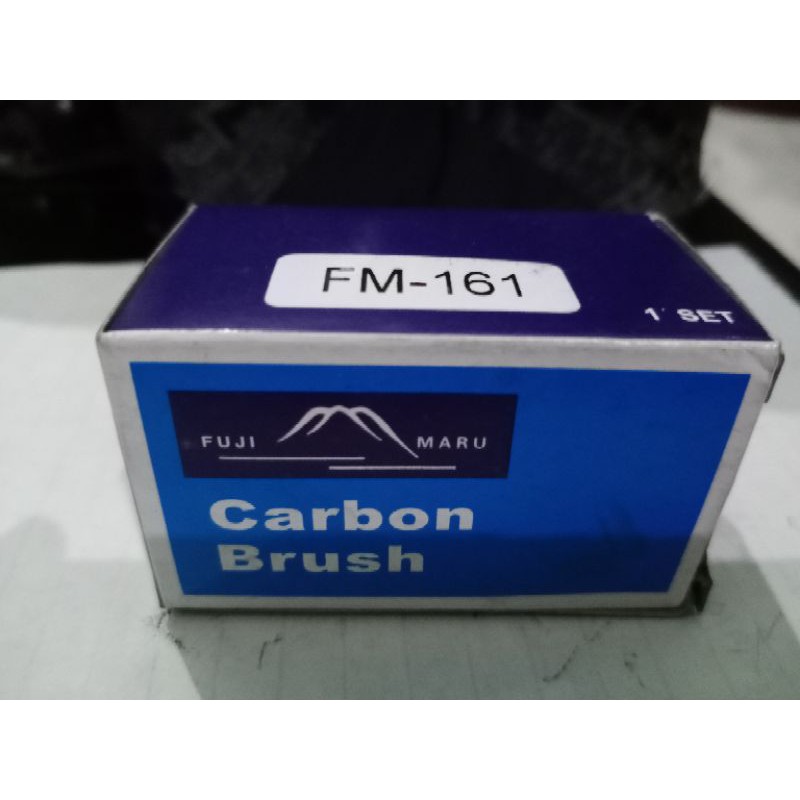 FM-161
1 SET
FUJI MARU
Carbon
Brush